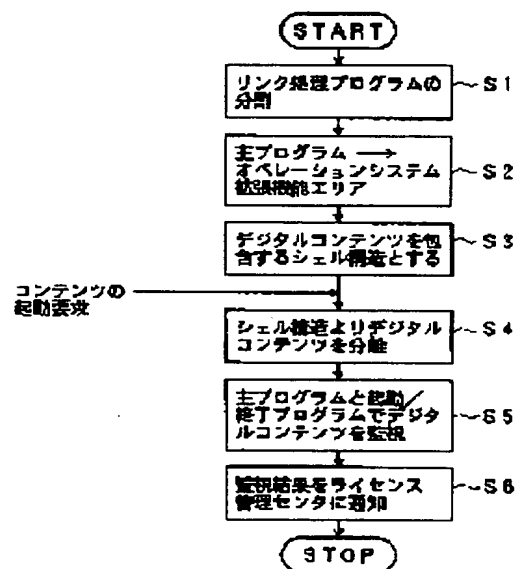 START
リンク処理プログラムの
分割
S1
主プログラム →
オペレーションシステム
拡張機能エリア
S2
デジタルコンテンツを包
含するシェル構造とする
S3
コンテンツの
起動要求
シェル構造よりデジタル
コンテンツを分離
S4
主プログラムと起動/
終了プログラムでデジタ
ルコンテンツを監視
S5
監視結果をライセンス
管理センタに通知
S6
STOP